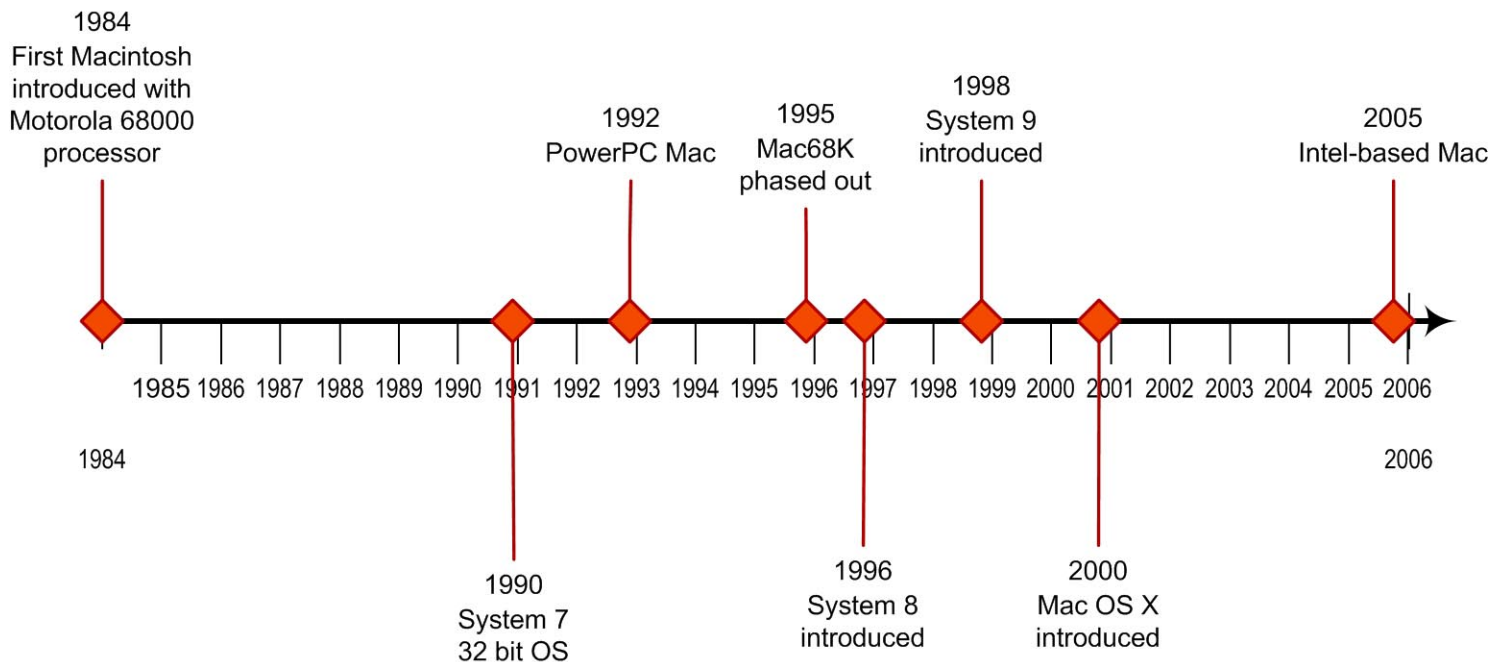 1984
First Macintosh
introduced with
Motorola 68000
processor
1992
PowerPC Mac
1995
Mac68K
phased out
1998
System 9
introduced
2005
Intel-based Mac
1985 1986 1987 1988 1989 1990 1991 1992 1993 1994 1995 1996 1997 1998 1999 2000 2001 2002 2003 2004 2005 2006
1984 2006
1990
System 7
32 bit OS
1996
System 8
introduced
2000
Mac OS X
introduced